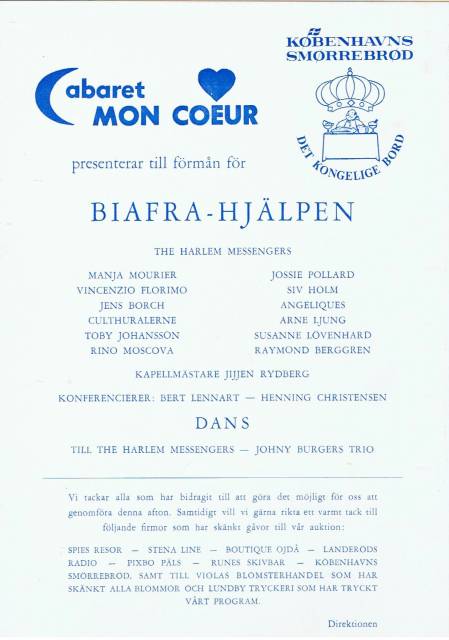 KØBENHAVNS
SMØRREBRØD
Cabaret
MON COEUR
DET KONGELIGE BORD
presenterar till förmån för
BIAFRA-HJÄLPEN
THE HARLEM MESSENGERS
MANJA MOURIER
VINCENZIO FLORIMO
JENS BORCH
CULTHURALERNE
TOBY JOHANSSON
RINO MOSCOVA
JOSSIE POLLARD
SIV HOLM
ANGELIQUES
ARNE LJUNG
SUSANNE LÖVENHARD
RAYMOND BERGGREN
KAPELLMÄSTARE JIJJEN RYDBERG
KONFERENCIERER: BERT LENNART — HENNING CHRISTENSEN
DANS
TILL THE HARLEM MESSENGERS — JOHNY BURGERS TRIO
Vi tackar alla som har bidragit till att göra det möjligt för oss att
genomföra denna afton. Samtidigt vill vi gärna rikta ett varmt tack till
följande firmor som har skänkt gåvor till vår auktion:
SPIES RESOR — STENA LINE — BOUTIQUE OJDÅ — LANDERÖDS
RADIO — PIXBO PÄLS — RUNES SKIVBAR — KØBENHAVNS
SMÖRREBRÖD, SAMT TILL VIOLAS BLOMSTERHANDEL SOM HAR
SKÄNKT ALLA BLOMMOR OCH LUNDBY TRYCKERI SOM HAR TRYCKT
VÅRT PROGRAM.
Direktionen